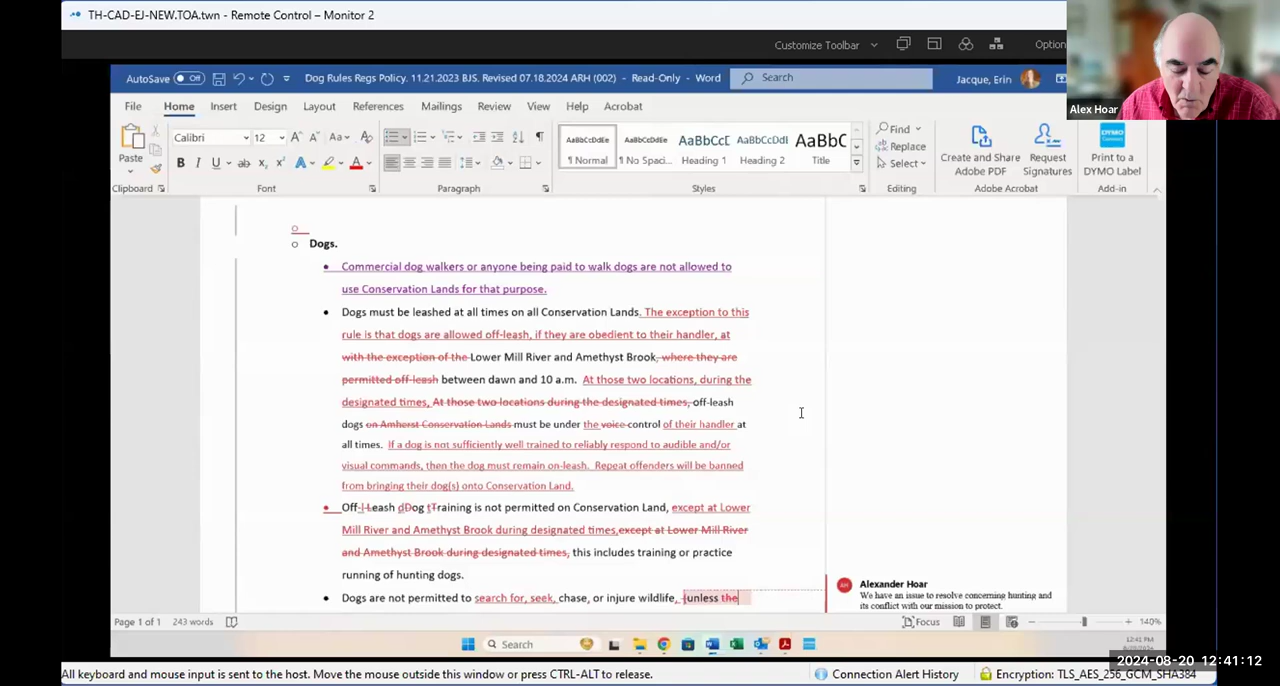 TH-CAD-EJ-NEW.TOA.twn - Remote Control – Monitor 2
Customize Toolbar
Option
AutoSave Off
Dog Rules Regs Policy. 11.21.2023 BJS. Revised 07.18.2024 ARH (002) - Read-Only - Word
Search
Jacque, Erin
File Home Insert Design Layout References Mailings Review View Help Acrobat
Calibri 12
Paste
AaBbCcDdEe AaBbCcDdEe AaBbCcC AaBbCcDdI AaBbC
¶ Normal ¶ No Spaci... Heading 1 Heading 2 Title
Find
Replace
Select
Create and Share Adobe PDF
Request Signatures
Print to a DYMO Label
Clipboard Font Paragraph Styles Editing Adobe Acrobat Add-in
Alex Hoar
Dogs.
Commercial dog walkers or anyone being paid to walk dogs are not allowed to
use Conservation Lands for that purpose.
Dogs must be leashed at all times on all Conservation Lands. The exception to this
rule is that dogs are allowed off-leash, if they are obedient to their handler, at
with the exception of the Lower Mill River and Amethyst Brook, where they are
permitted off-leash between dawn and 10 a.m. At those two locations, during the
designated times, At those two locations during the designated times, off-leash
dogs on Amherst Conservation Lands must be under the voice control of their handler at
all times. If a dog is not sufficiently well trained to reliably respond to audible and/or
visual commands, then the dog must remain on-leash. Repeat offenders will be banned
from bringing their dog(s) onto Conservation Land.
Off-l-Leash dDog tTraining is not permitted on Conservation Land, except at Lower
Mill River and Amethyst Brook during designated times,except at Lower Mill River
and Amethyst Brook during designated times, this includes training or practice
running of hunting dogs.
Dogs are not permitted to search for, seek, chase, or injure wildlife, unless the
AH
Alexander Hoar
We have an issue to resolve concerning hunting and
its conflict with our mission to protect.
Page 1 of 1 243 words
Focus
140%
Search
12:41 PM
2024-08-20 12:41:12
All keyboard and mouse input is sent to the host. Move the mouse outside this window or press CTRL-ALT to release.
Connection Alert History
Encryption: TLS_AES_256_GCM_SHA384